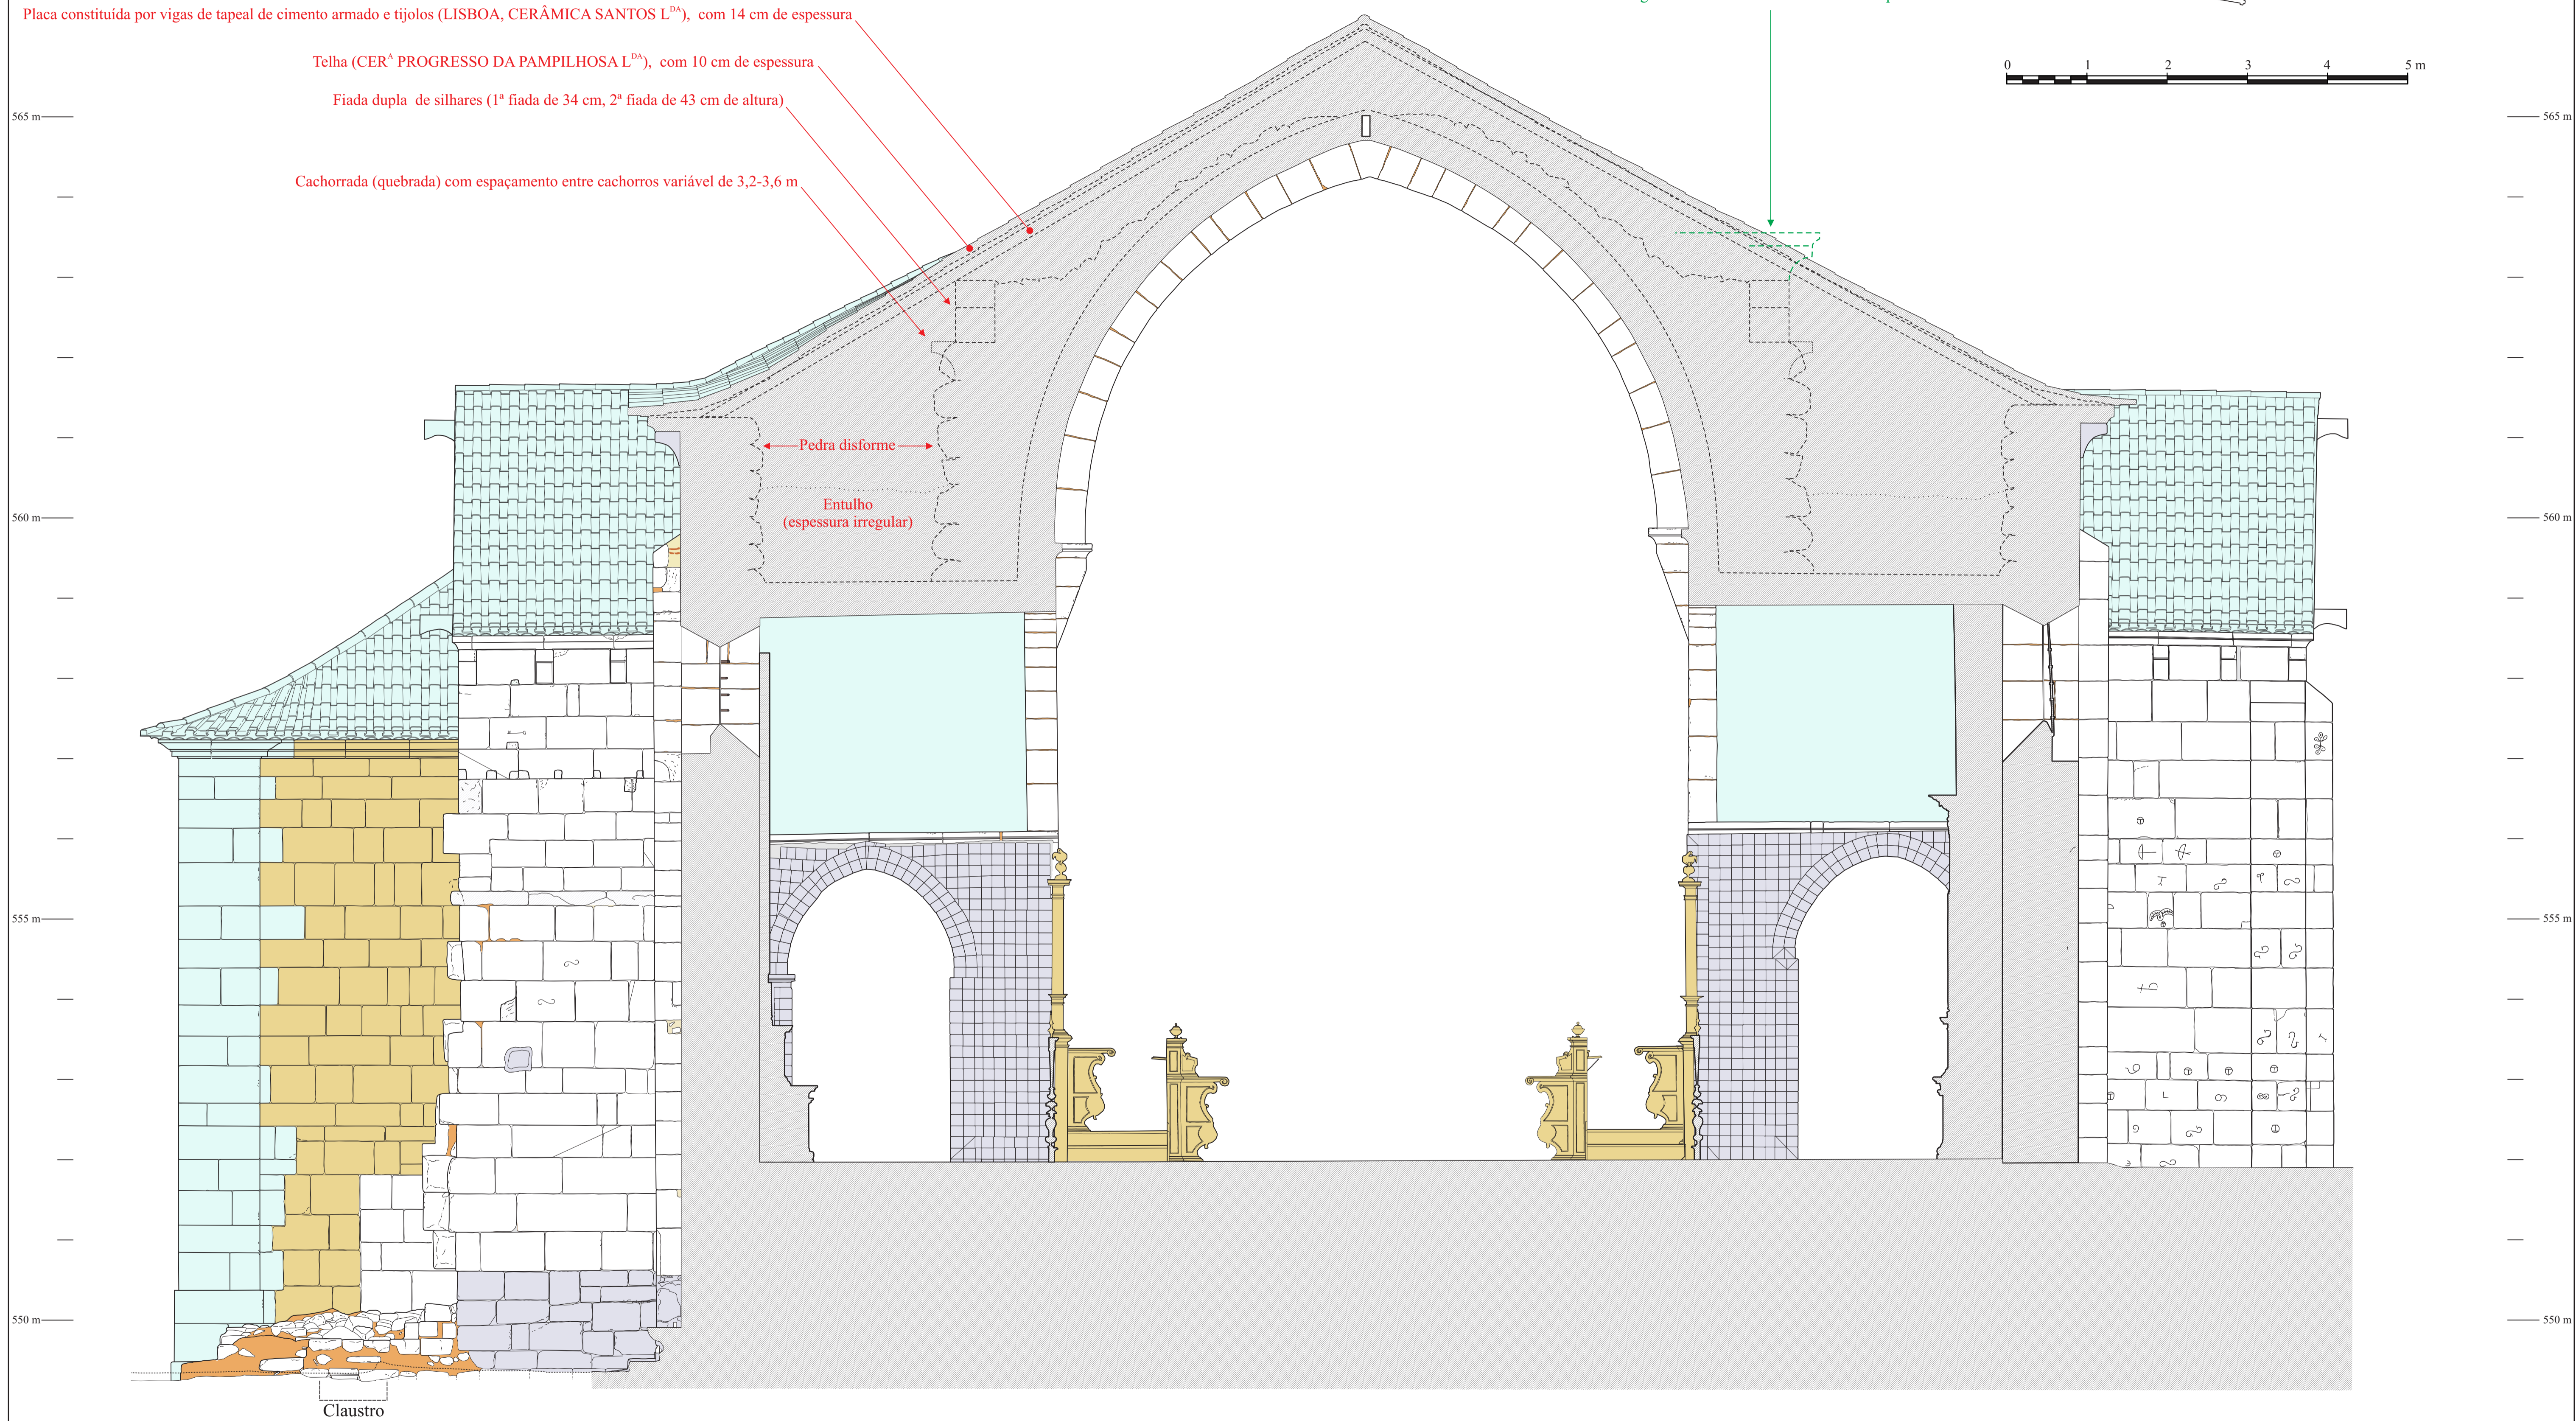 Placa constituída por vigas de tapeal de cimento armado e tijolos (LISBOA, CERÂMICA SANTOS Lᴰᴬ), com 14 cm de espessura
Telha (CERᴬ PROGRESSO DA PAMPILHOSA Lᴰᴬ), com 10 cm de espessura
Fiada dupla de silhares (1ª fiada de 34 cm, 2ª fiada de 43 cm de altura)
Cachorrada (quebrada) com espaçamento entre cachorros variável de 3,2-3,6 m
0 1 2 3 4 5 m
565 m
565 m
Pedra disforme
Entulho
(espessura irregular)
560 m
560 m
555 m
555 m
550 m
550 m
Claustro